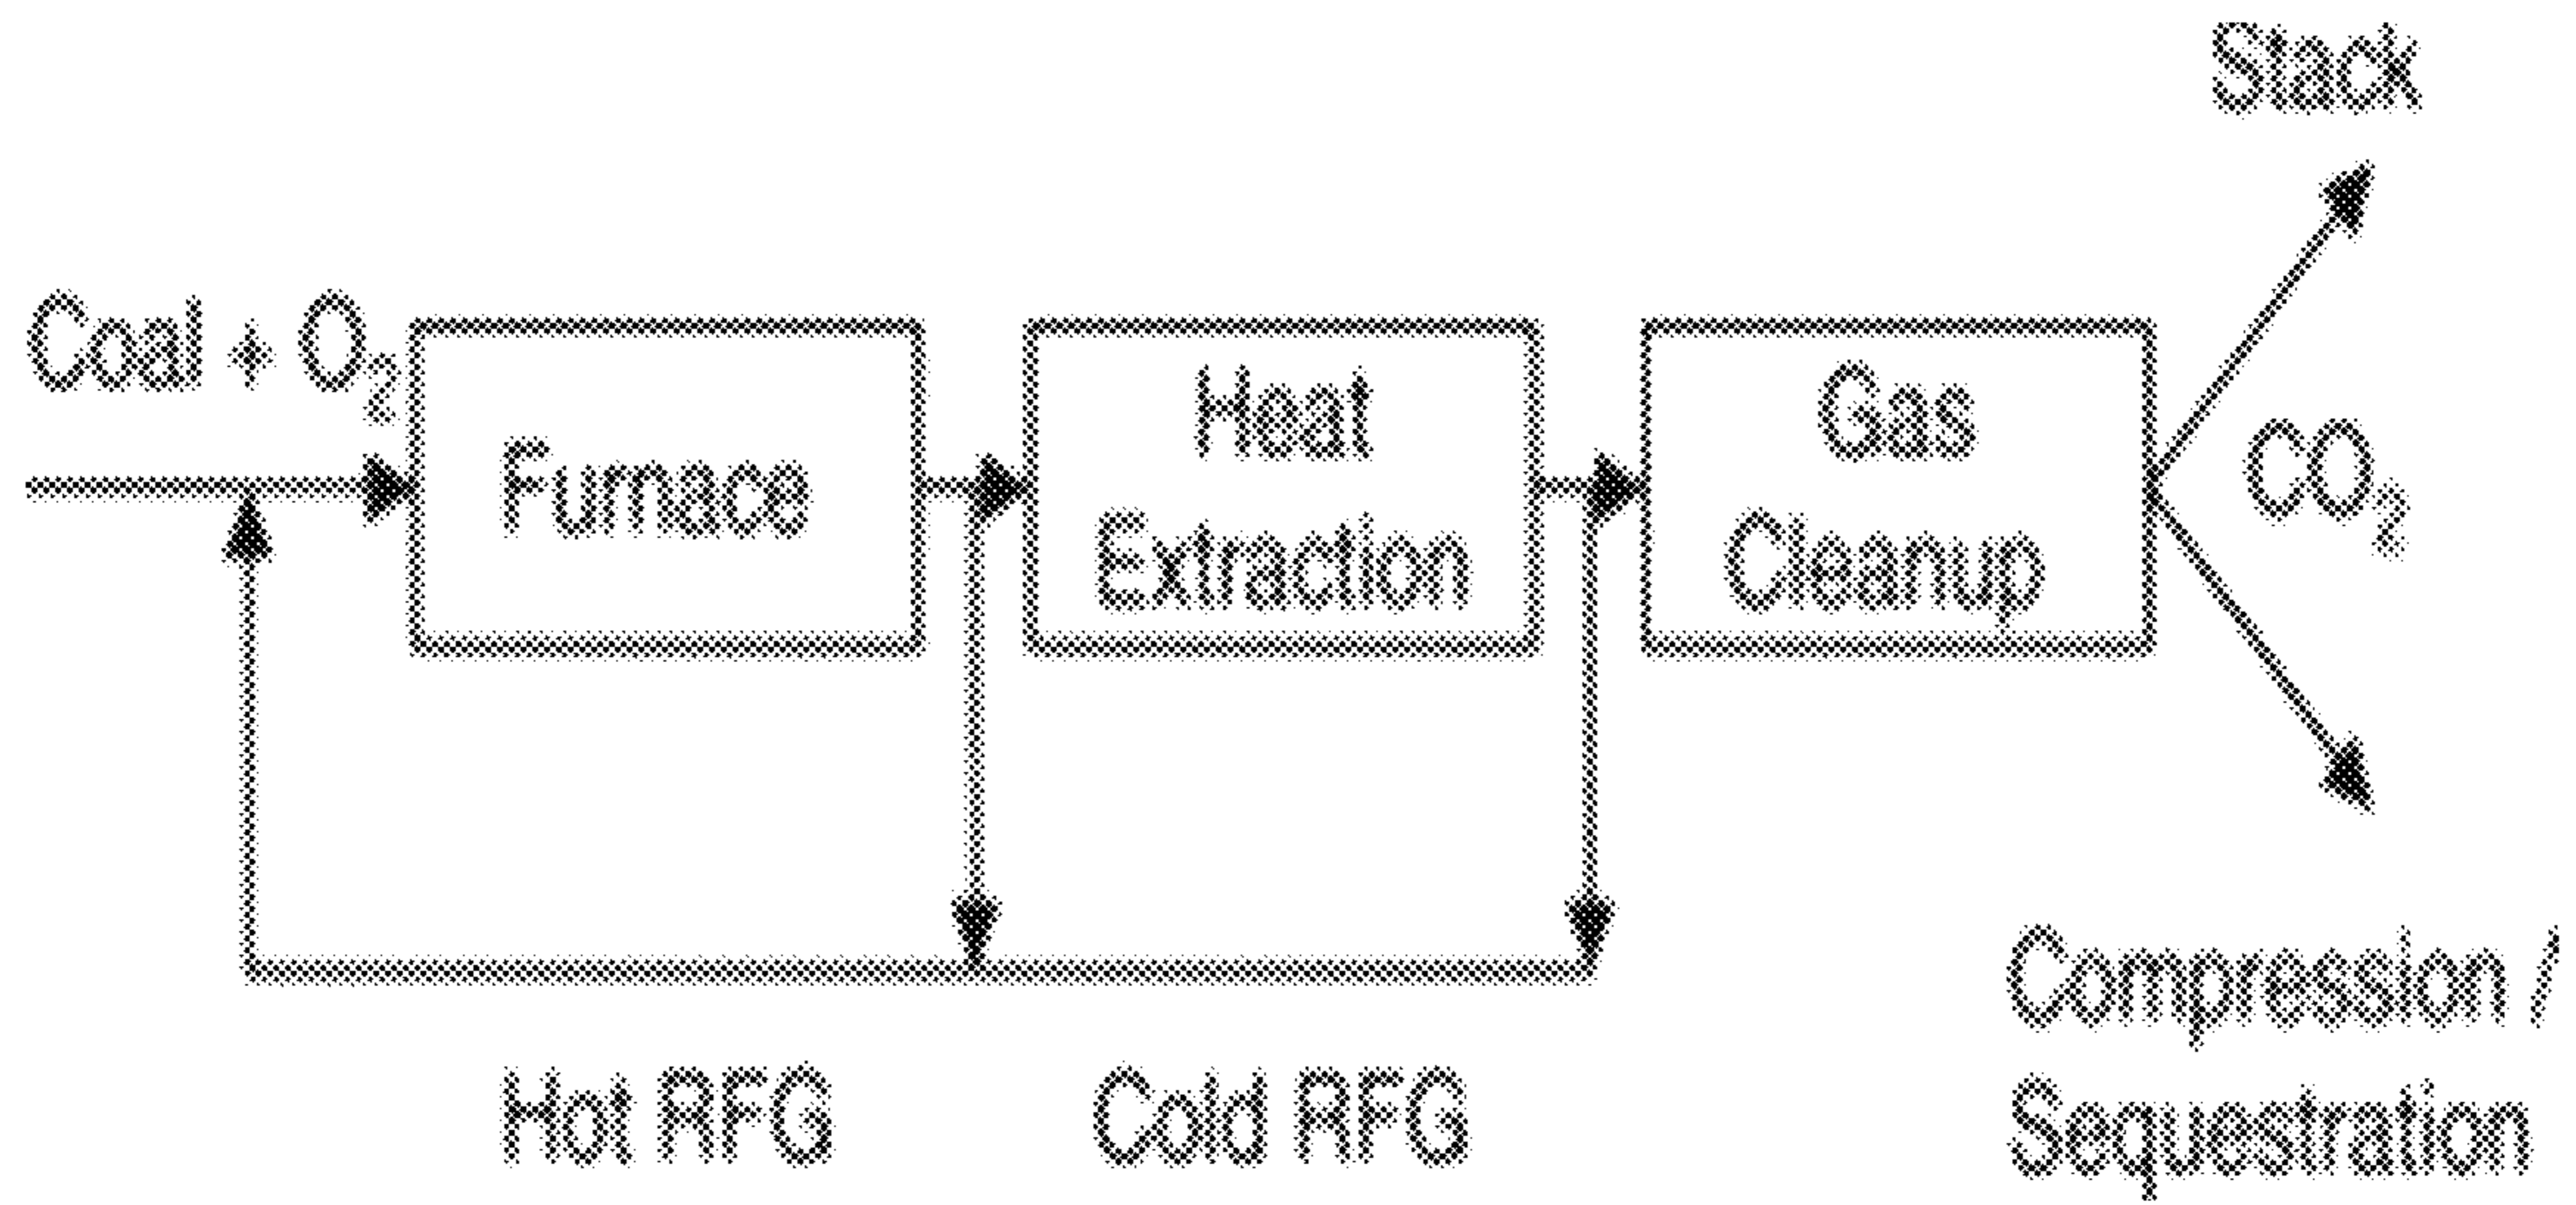 Stack
Coal + O₂
Furnace
Heat
Extraction
Gas
Cleanup
CO₂
Hot RFG
Cold RFG
Compression /
Sequestration